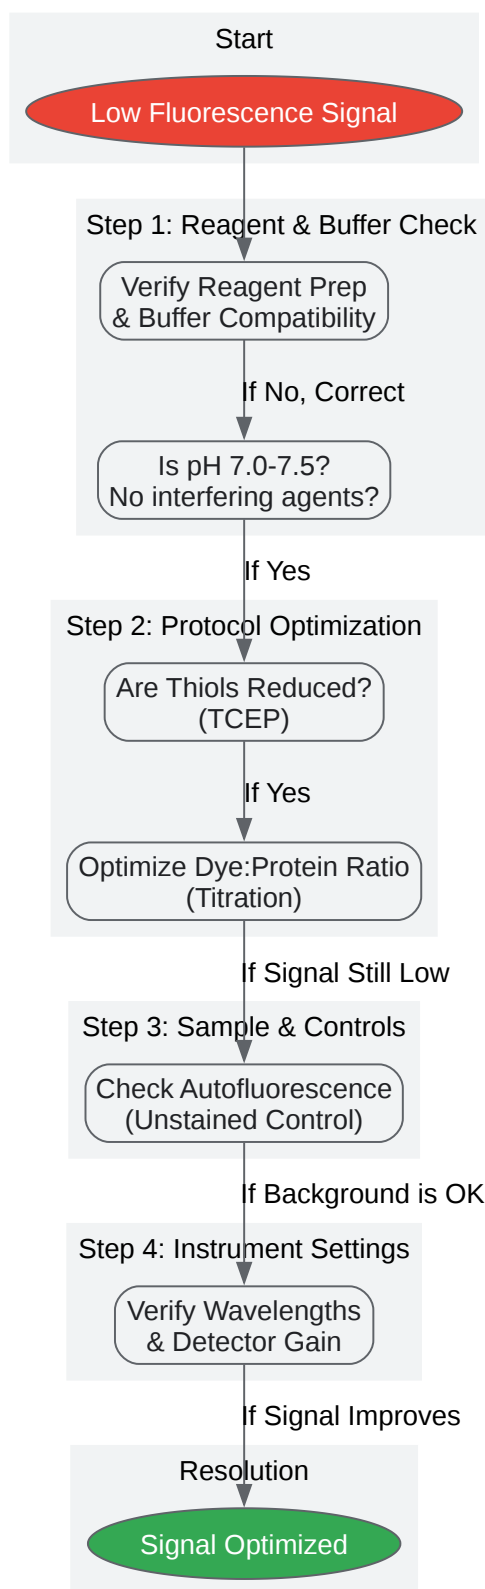 Start
Low Fluorescence Signal
Step 1: Reagent & Buffer Check
Verify Reagent Prep
& Buffer Compatibility
If No, Correct
Is pH 7.0-7.5?
No interfering agents?
If Yes
Step 2: Protocol Optimization
Are Thiols Reduced?
(TCEP)
If Yes
Optimize Dye:Protein Ratio
(Titration)
If Signal Still Low
Step 3: Sample & Controls
Check Autofluorescence
(Unstained Control)
If Background is OK
Step 4: Instrument Settings
Verify Wavelengths
& Detector Gain
If Signal Improves
Resolution
Signal Optimized